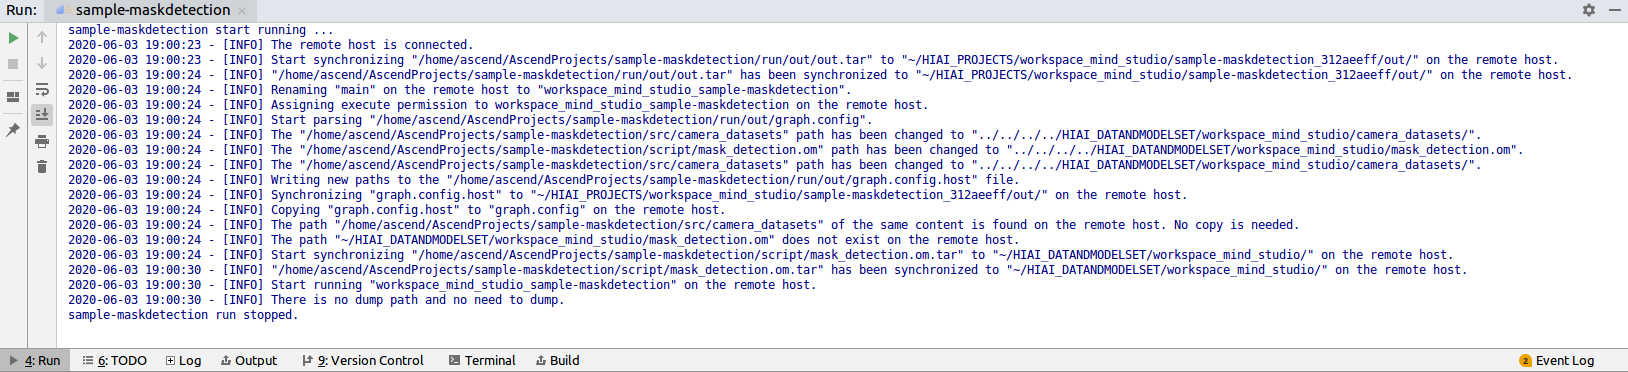 Run: sample-maskdetection
sample-maskdetection start running ...
2020-06-03 19:00:23 - [INFO] The remote host is connected.
2020-06-03 19:00:23 - [INFO] Start synchronizing "/home/ascend/AscendProjects/sample-maskdetection/run/out/out.tar" to "~/HIAI_PROJECTS/workspace_mind_studio/sample-maskdetection_312aeeff/out/" on the remote host.
2020-06-03 19:00:24 - [INFO] "/home/ascend/AscendProjects/sample-maskdetection/run/out/out.tar" has been synchronized to "~/HIAI_PROJECTS/workspace_mind_studio/sample-maskdetection_312aeeff/out/" on the remote host.
2020-06-03 19:00:24 - [INFO] Renaming "main" on the remote host to "workspace_mind_studio_sample-maskdetection".
2020-06-03 19:00:24 - [INFO] Assigning execute permission to workspace_mind_studio_sample-maskdetection on the remote host.
2020-06-03 19:00:24 - [INFO] Start parsing "/home/ascend/AscendProjects/sample-maskdetection/run/out/graph.config".
2020-06-03 19:00:24 - [INFO] The "/home/ascend/AscendProjects/sample-maskdetection/src/camera_datasets" path has been changed to "../../../../HIAI_DATANDMODELSET/workspace_mind_studio/camera_datasets/".
2020-06-03 19:00:24 - [INFO] The "/home/ascend/AscendProjects/sample-maskdetection/script/mask_detection.om" path has been changed to "../../../../HIAI_DATANDMODELSET/workspace_mind_studio/mask_detection.om".
2020-06-03 19:00:24 - [INFO] The "/home/ascend/AscendProjects/sample-maskdetection/src/camera_datasets" path has been changed to "../../../../HIAI_DATANDMODELSET/workspace_mind_studio/camera_datasets/".
2020-06-03 19:00:24 - [INFO] Writing new paths to the "/home/ascend/AscendProjects/sample-maskdetection/run/out/graph.config.host" file.
2020-06-03 19:00:24 - [INFO] Synchronizing "graph.config.host" to "~/HIAI_PROJECTS/workspace_mind_studio/sample-maskdetection_312aeeff/out/" on the remote host.
2020-06-03 19:00:24 - [INFO] Copying "graph.config.host" to "graph.config" on the remote host.
2020-06-03 19:00:24 - [INFO] The path "/home/ascend/AscendProjects/sample-maskdetection/src/camera_datasets" of the same content is found on the remote host. No copy is needed.
2020-06-03 19:00:24 - [INFO] The path "~/HIAI_DATANDMODELSET/workspace_mind_studio/mask_detection.om" does not exist on the remote host.
2020-06-03 19:00:24 - [INFO] Start synchronizing "/home/ascend/AscendProjects/sample-maskdetection/script/mask_detection.om.tar" to "~/HIAI_DATANDMODELSET/workspace_mind_studio/" on the remote host.
2020-06-03 19:00:30 - [INFO] "/home/ascend/AscendProjects/sample-maskdetection/script/mask_detection.om.tar" has been synchronized to "~/HIAI_DATANDMODELSET/workspace_mind_studio/" on the remote host.
2020-06-03 19:00:30 - [INFO] Start running "workspace_mind_studio_sample-maskdetection" on the remote host.
2020-06-03 19:00:30 - [INFO] There is no dump path and no need to dump.
sample-maskdetection run stopped.
4: Run 6: TODO Log Output 9: Version Control Terminal Build 2 Event Log